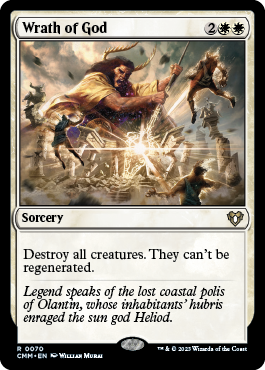 Wrath of God 2
Sorcery
Destroy all creatures. They can't be
regenerated.
Legend speaks of the lost coastal polis
of Olantin, whose inhabitants' hubris
enraged the sun god Heliod.
R 0070
CMM • EN Willian Murai
™ & © 2023 Wizards of the Coast